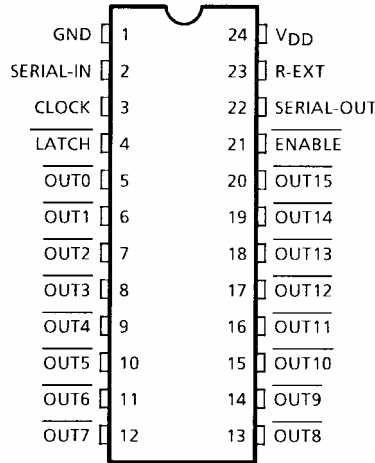 GND 1 24 VDD
SERIAL-IN 2 23 R-EXT
CLOCK 3 22 SERIAL-OUT
LATCH 4 21 ENABLE
OUT0 5 20 OUT15
OUT1 6 19 OUT14
OUT2 7 18 OUT13
OUT3 8 17 OUT12
OUT4 9 16 OUT11
OUT5 10 15 OUT10
OUT6 11 14 OUT9
OUT7 12 13 OUT8